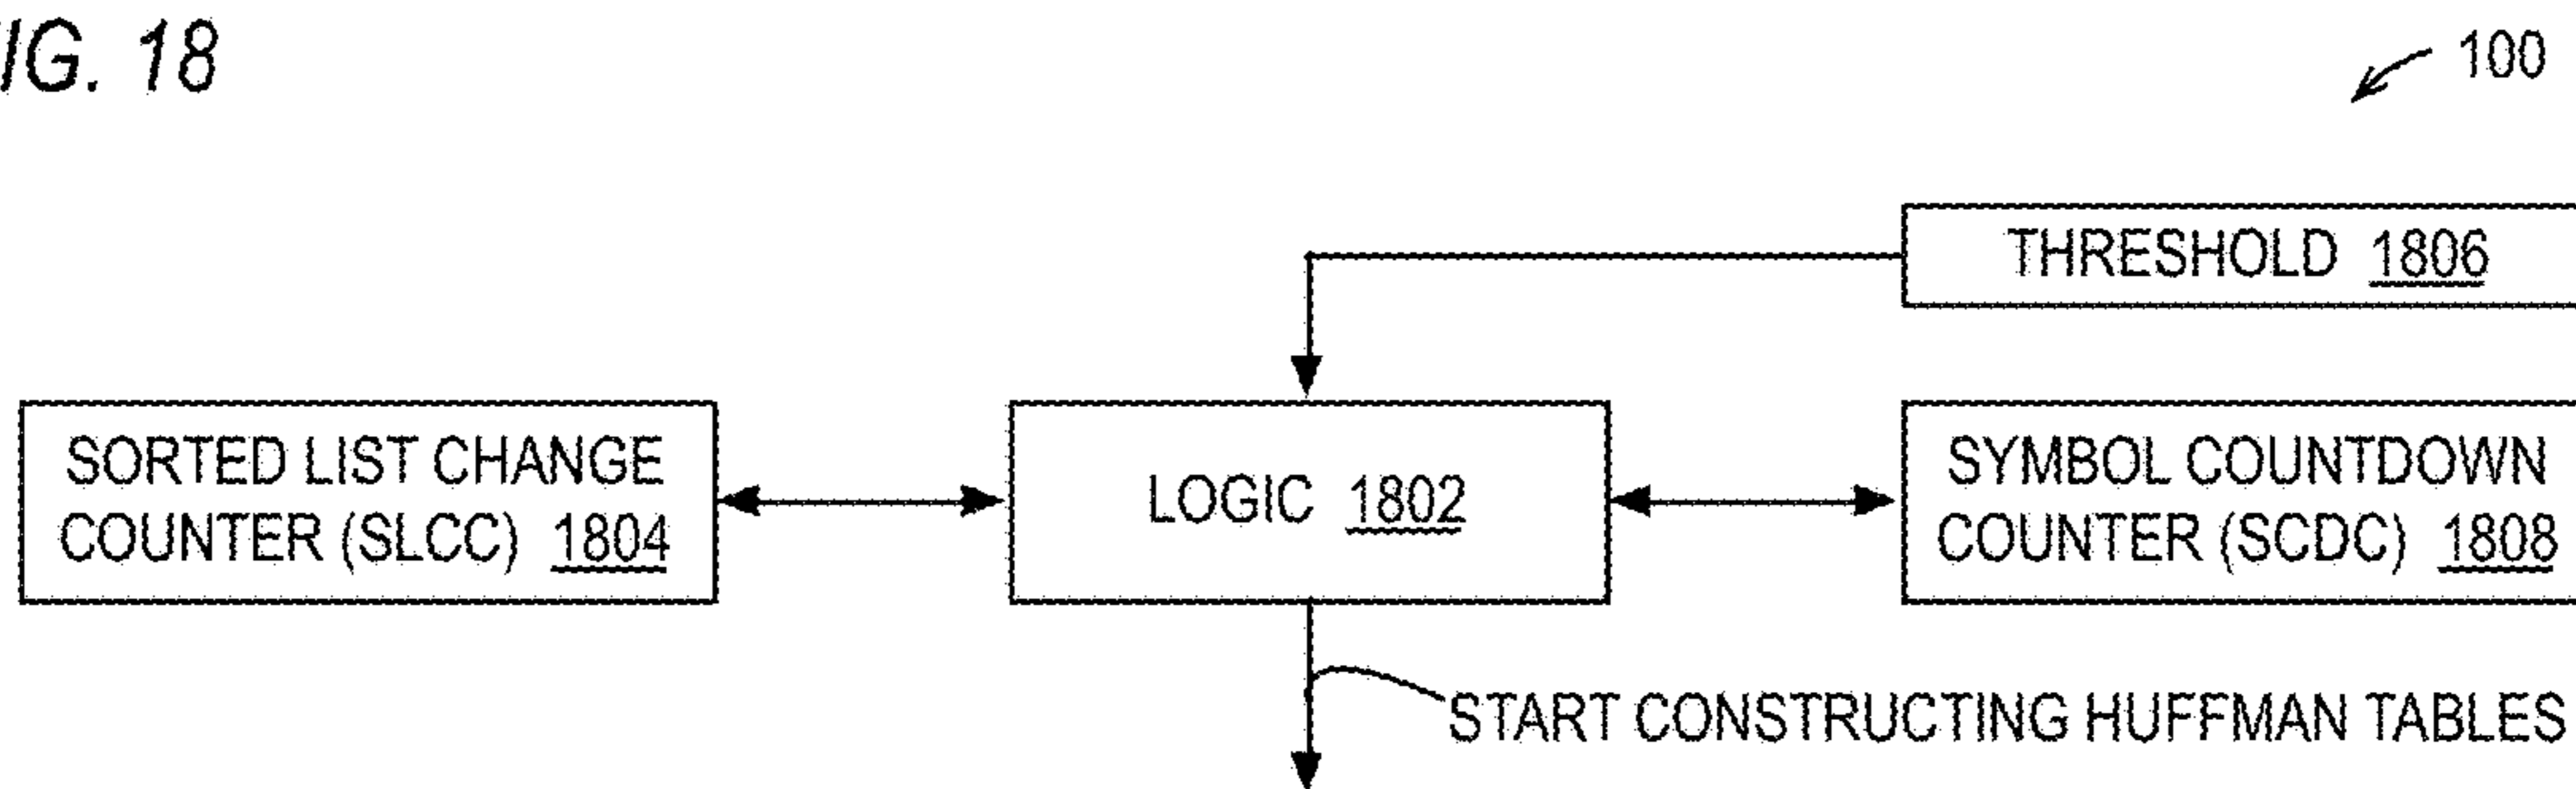 IG. 18
100
THRESHOLD 1806
SORTED LIST CHANGE
COUNTER (SLCC) 1804
LOGIC 1802
SYMBOL COUNTDOWN
COUNTER (SCDC) 1808
START CONSTRUCTING HUFFMAN TABLES